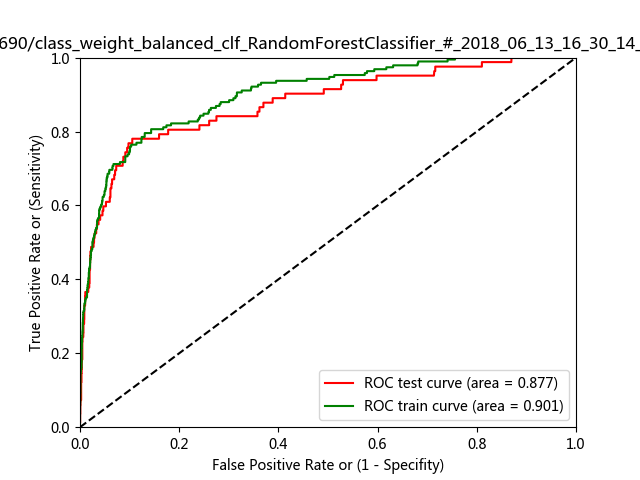 690/class_weight_balanced_clf_RandomForestClassifier_#_2018_06_13_16_30_14_
1.0
0.8
0.6
0.4
0.2
0.0
True Positive Rate or (Sensitivity)
ROC test curve (area = 0.877)
ROC train curve (area = 0.901)
0.0 0.2 0.4 0.6 0.8 1.0
False Positive Rate or (1 - Specifity)